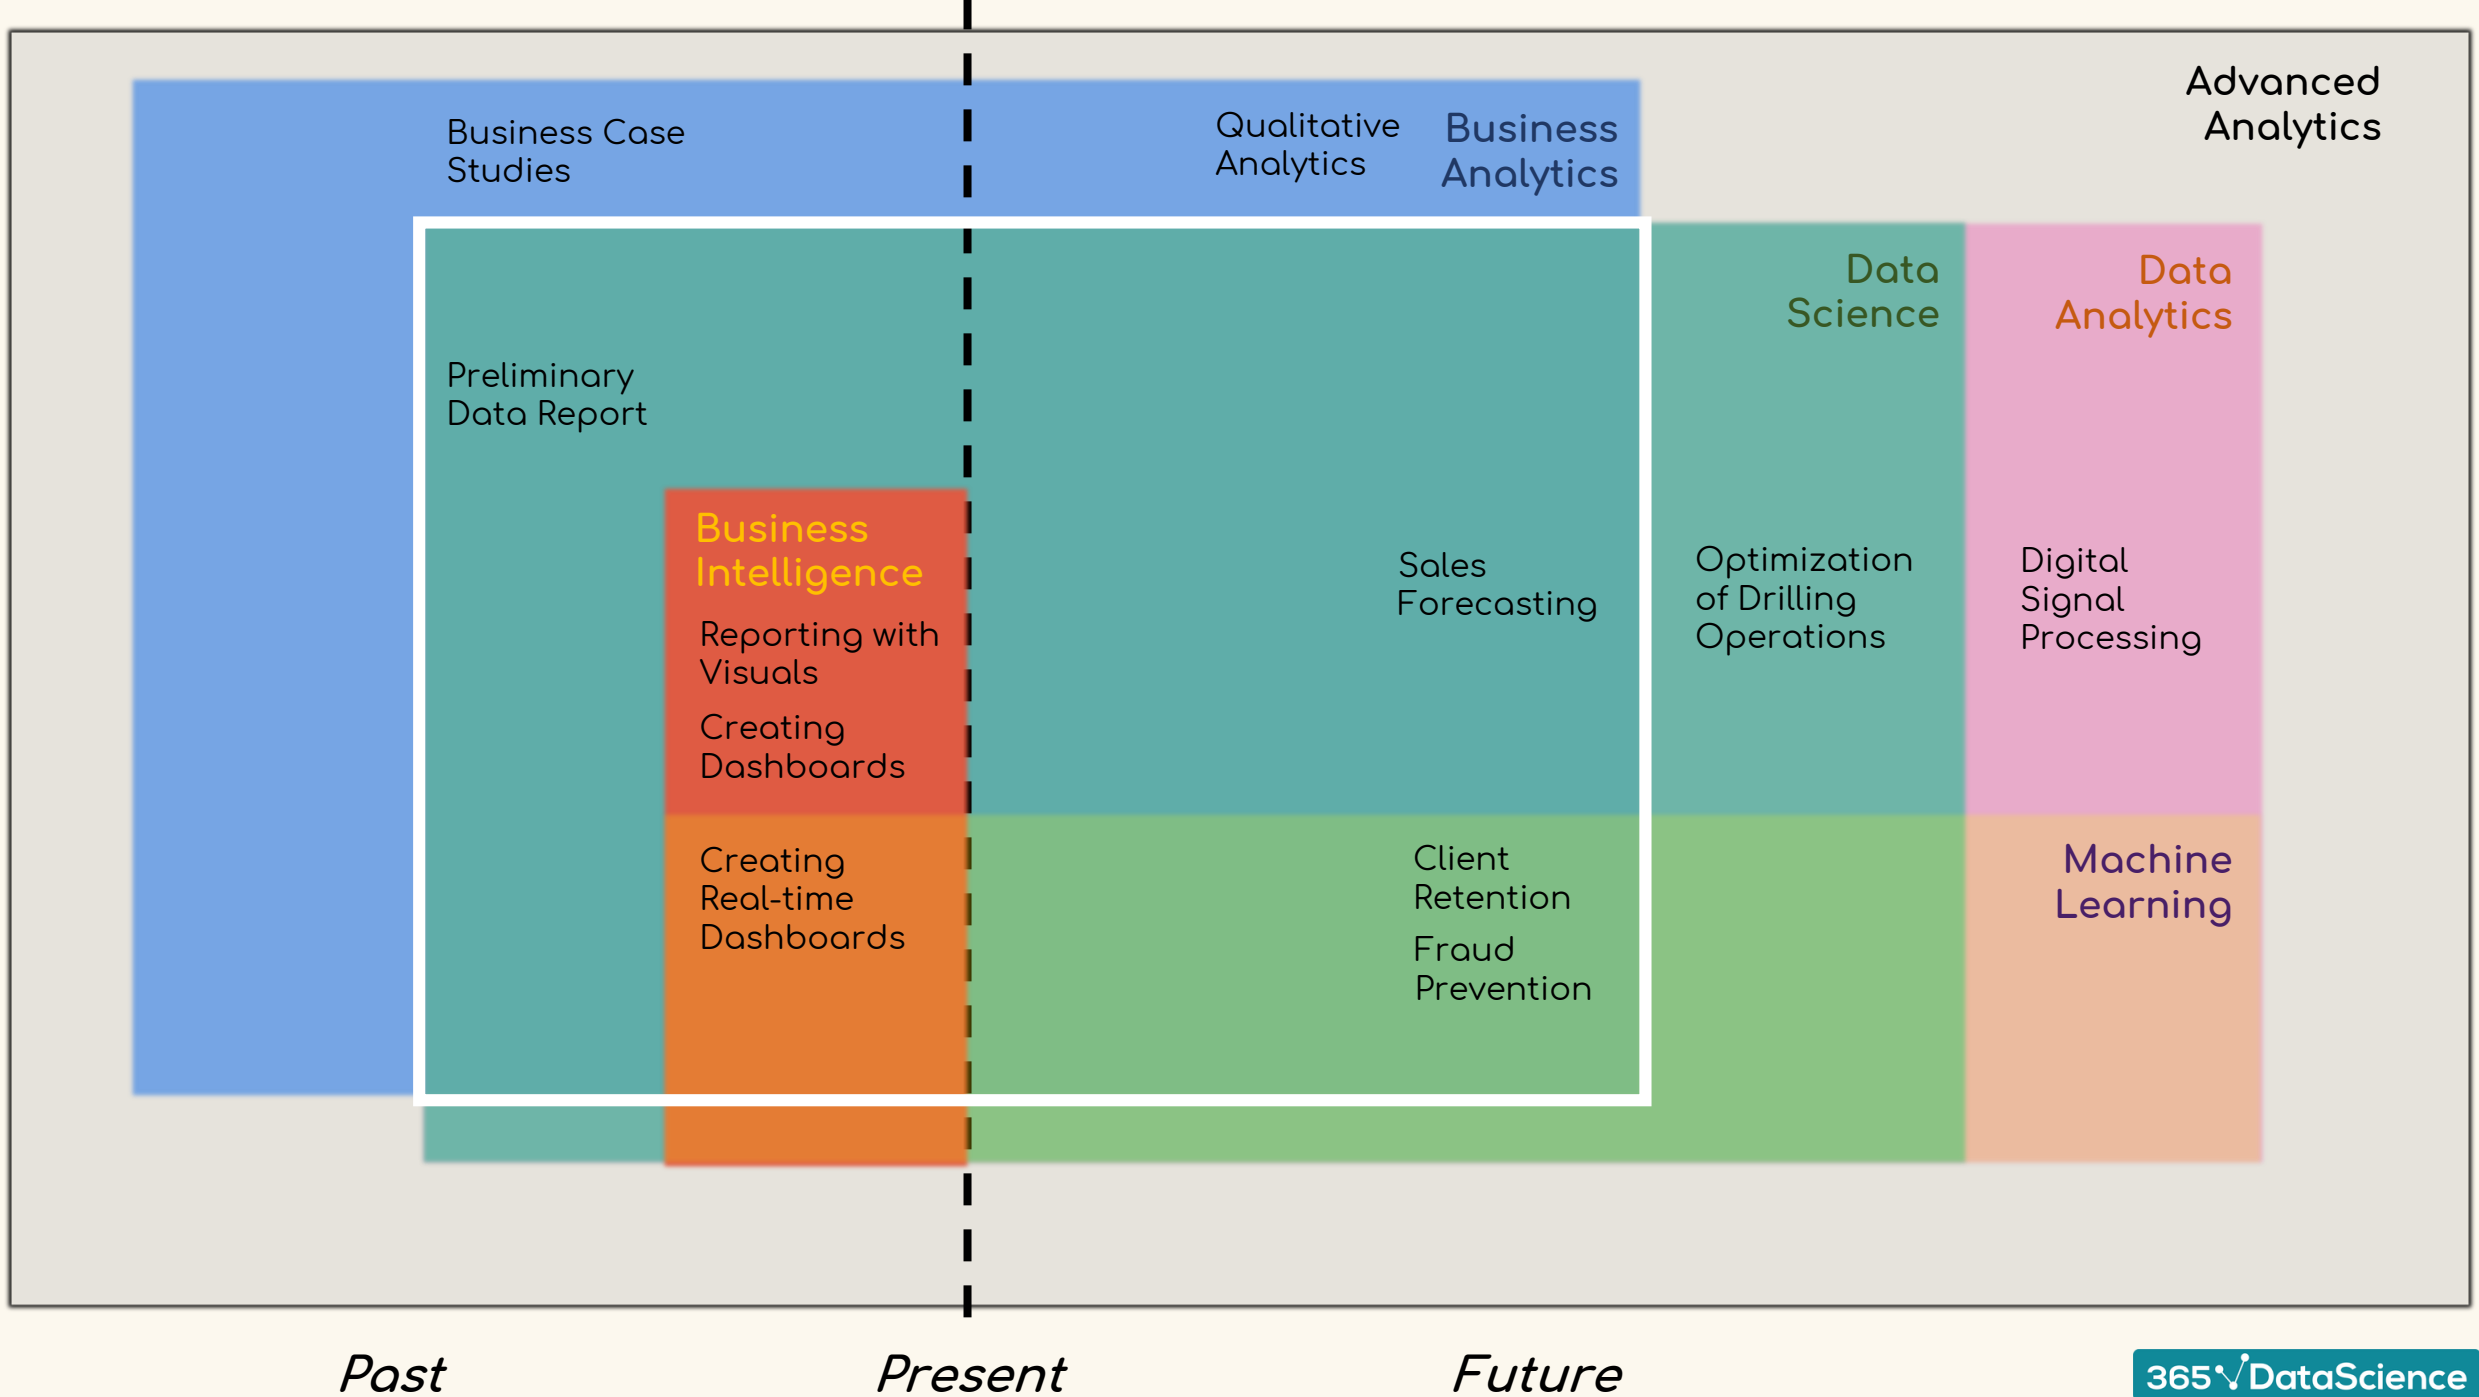 Advanced
Analytics
Business Case
Studies
Qualitative
Analytics
Business
Analytics
Data
Science
Data
Analytics
Preliminary
Data Report
Business
Intelligence
Reporting with
Visuals
Creating
Dashboards
Sales
Forecasting
Optimization
of Drilling
Operations
Digital
Signal
Processing
Creating
Real-time
Dashboards
Client
Retention
Fraud
Prevention
Machine
Learning
Past
Present
Future
365 DataScience